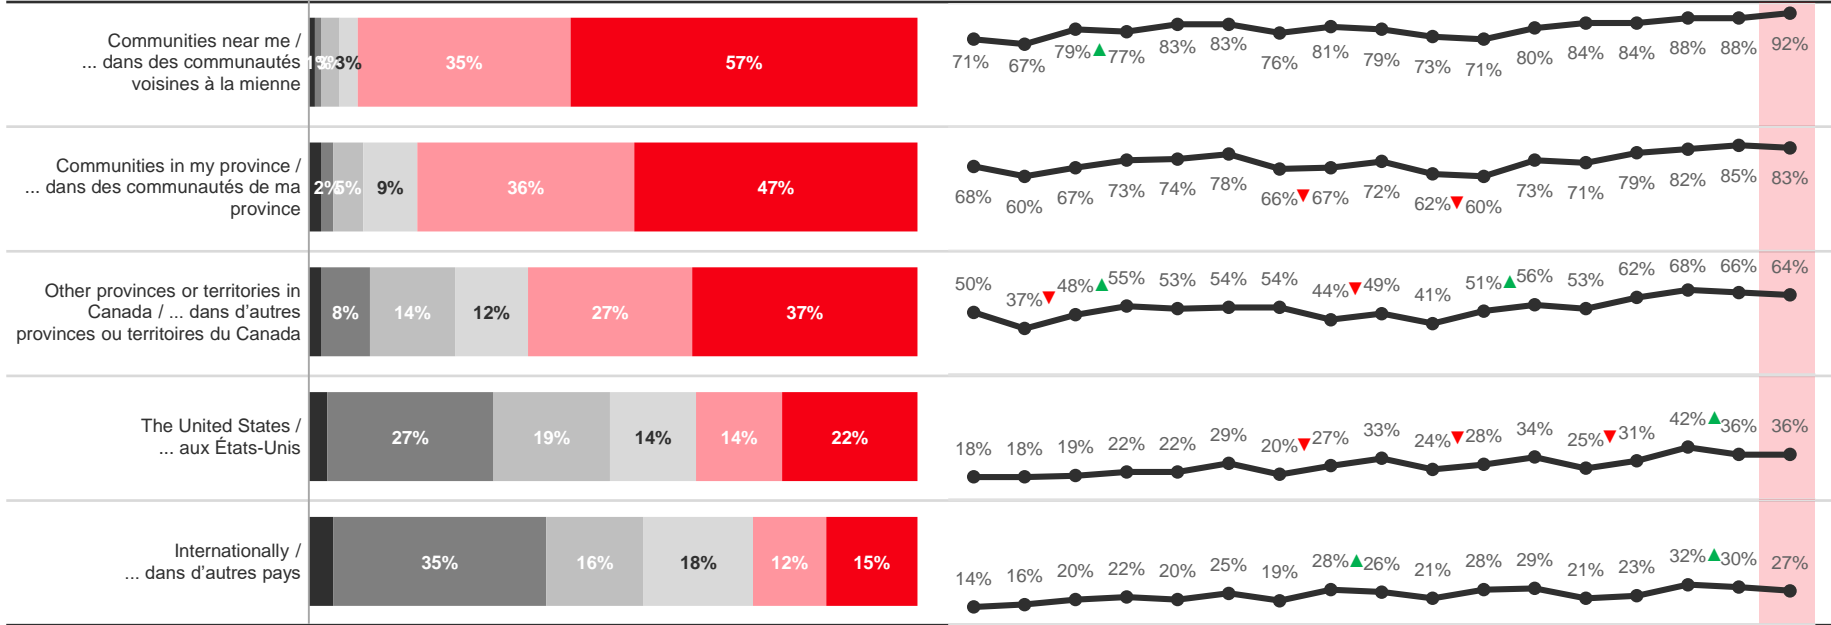 Communities near me /
... dans des communautés
voisines à la mienne
1% 3% 3% 35% 57%
71% 67% 79% ▲ 77% 83% 83% 76% 81% 79% 73% 71% 80% 84% 84% 88% 88% 92%
Communities in my province /
... dans des communautés de ma
province
2% 5% 9% 36% 47%
68% 60% 67% 73% 74% 78% 66% ▼ 67% 72% 62% ▼ 60% 73% 71% 79% 82% 85% 83%
Other provinces or territories in
Canada / ... dans d’autres
provinces ou territoires du Canada
8% 14% 12% 27% 37%
50% 37% ▼ 48% ▲ 55% 53% 54% 54% 44% ▼ 49% 41% 51% ▲ 56% 53% 62% 68% 66% 64%
The United States /
... aux États-Unis
27% 19% 14% 14% 22%
18% 18% 19% 22% 22% 29% 20% ▼ 27% 33% 24% ▼ 28% 34% 25% ▼ 31% 42% ▲ 36% 36%
Internationally /
... dans d’autres pays
35% 16% 18% 12% 15%
14% 16% 20% 22% 20% 25% 19% 28% ▲ 26% 21% 28% 29% 21% 23% 32% ▲ 30% 27%